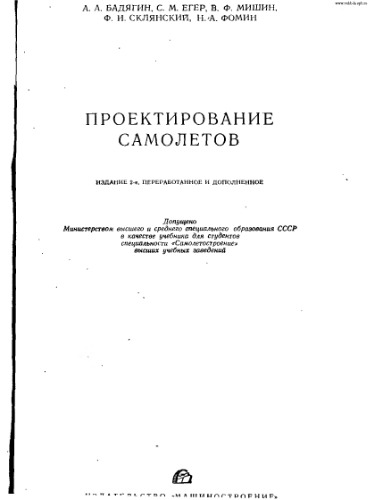 А. А. БАДЯГИН, С. М. ЕГЕР, В. Ф. МИШИН,
Ф. И. СКЛЯНСКИЙ, Н. А. ФОМИН
ПРОЕКТИРОВАНИЕ
САМОЛЕТОВ
ИЗДАНИЕ 2-е, ПЕРЕРАБОТАННОЕ И ДОПОЛНЕННОЕ
Допущено
Министерством высшего и среднего специального образования СССР
в качестве учебника для студентов
специальности «Самолетостроение»
высших учебных заведений
ИЗДАТЕЛЬСТВО «МАШИНОСТРОЕНИЕ»